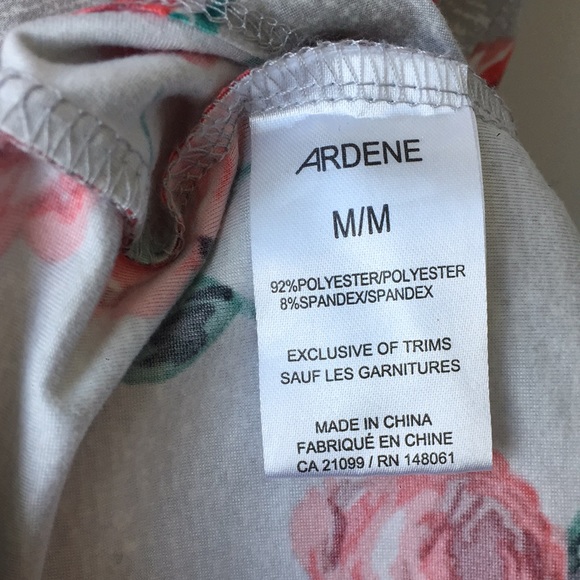 ARDENE
M/M
92%POLYESTER/POLYESTER
8%SPANDEX/SPANDEX
EXCLUSIVE OF TRIMS
SAUF LES GARNITURES
MADE IN CHINA
FABRIQUÉ EN CHINE
CA 21099 / RN 148061